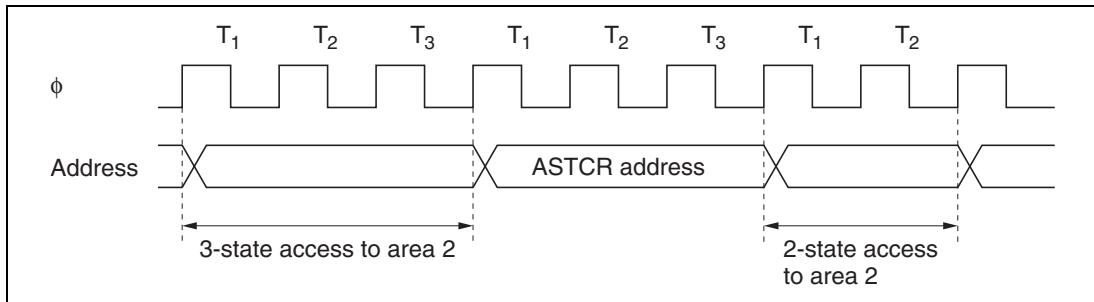 T1 T2 T3 T1 T2 T3 T1 T2
ϕ
Address ASTCR address
3-state access to area 2 2-state access
to area 2